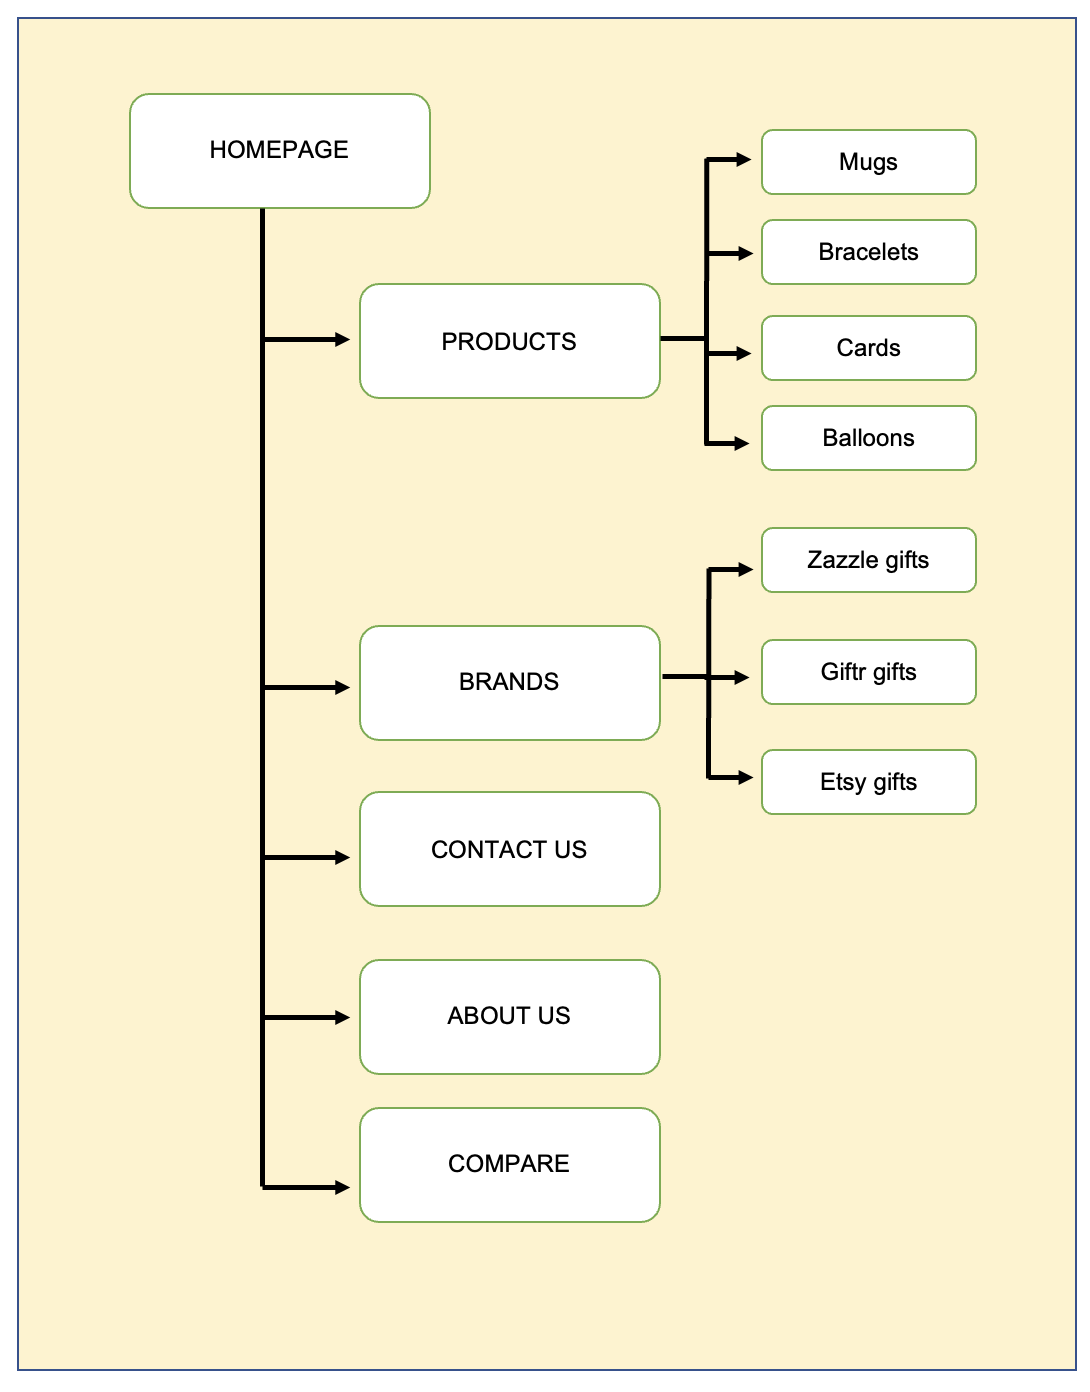 HOMEPAGE
PRODUCTS
Mugs
Bracelets
Cards
Balloons
BRANDS
Zazzle gifts
Giftr gifts
Etsy gifts
CONTACT US
ABOUT US
COMPARE